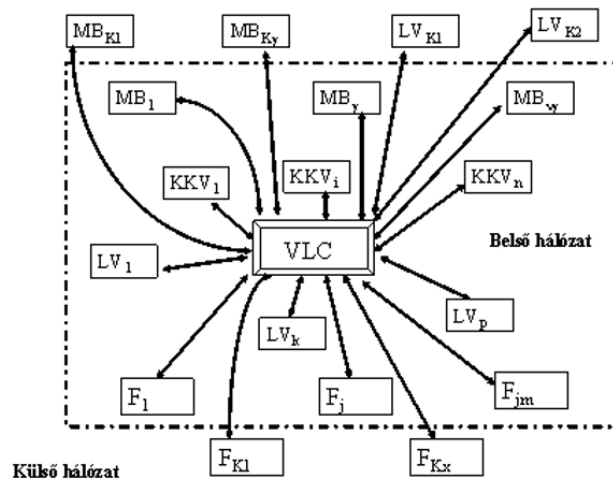 MB_K1
MB_Ky
LV_K1
LV_K2
MB_1
MB_y
MB_vy
KKV_1
KKV_i
KKV_n
VLC
Belső hálózat
LV_1
LV_k
LV_p
F_1
F_j
F_jm
F_K1
F_Kx
Külső hálózat